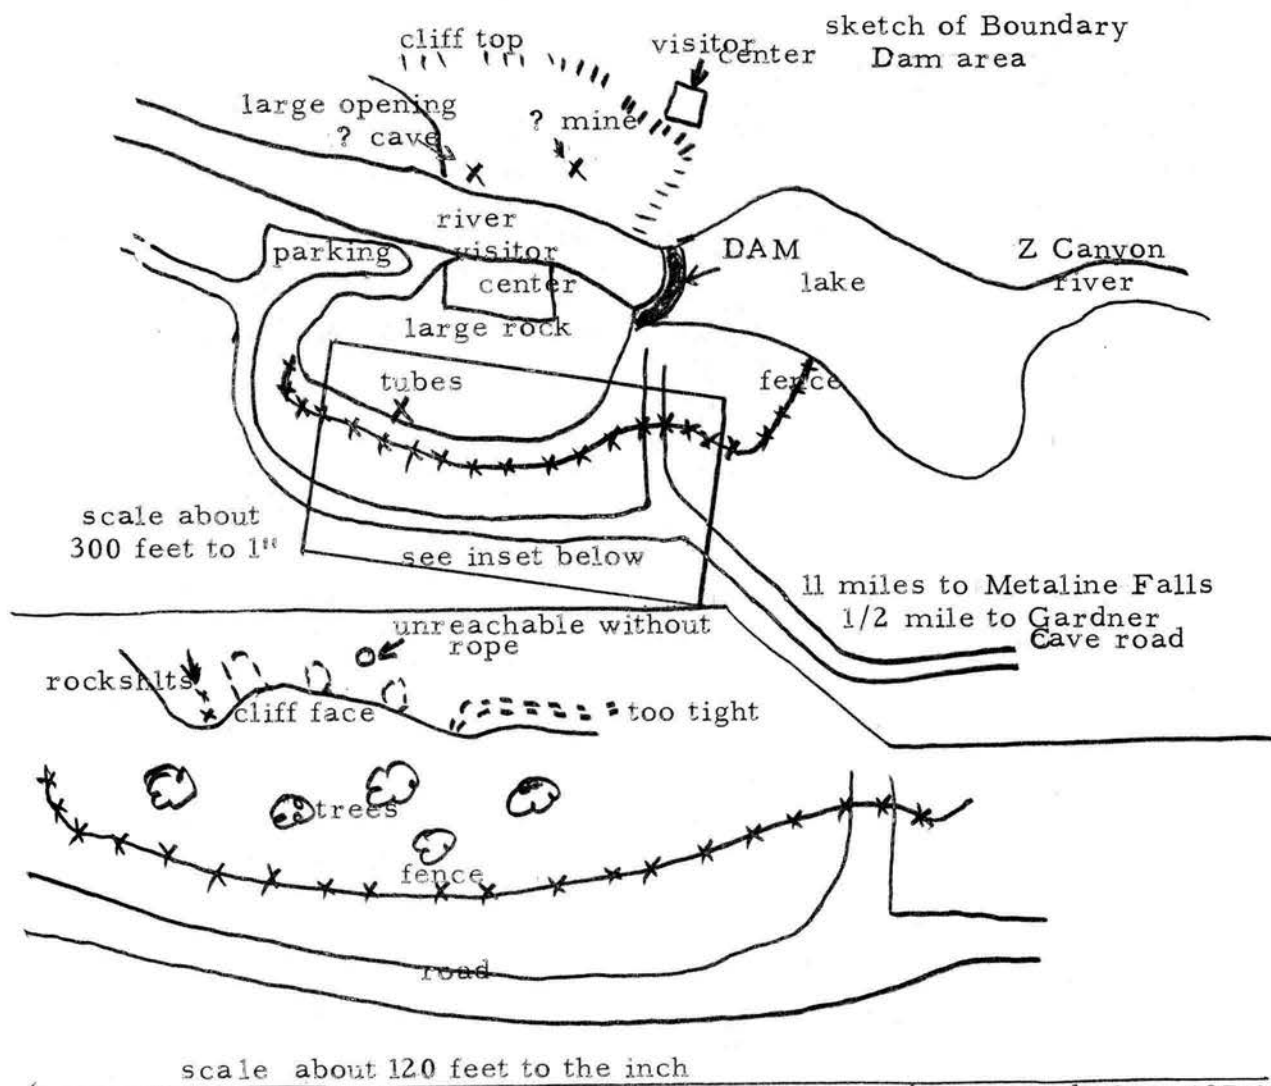 sketch of Boundary
Dam area
cliff top
visitor
center
large opening
? cave
? mine
river
parking
visitor
center
DAM
lake
Z Canyon
river
large rock
tubes
fence
scale about
300 feet to 1"
see inset below
11 miles to Metaline Falls
1/2 mile to Gardner
Cave road
unreachable without
rope
rockshlts
cliff face
too tight
trees
fence
road
scale about 120 feet to the inch